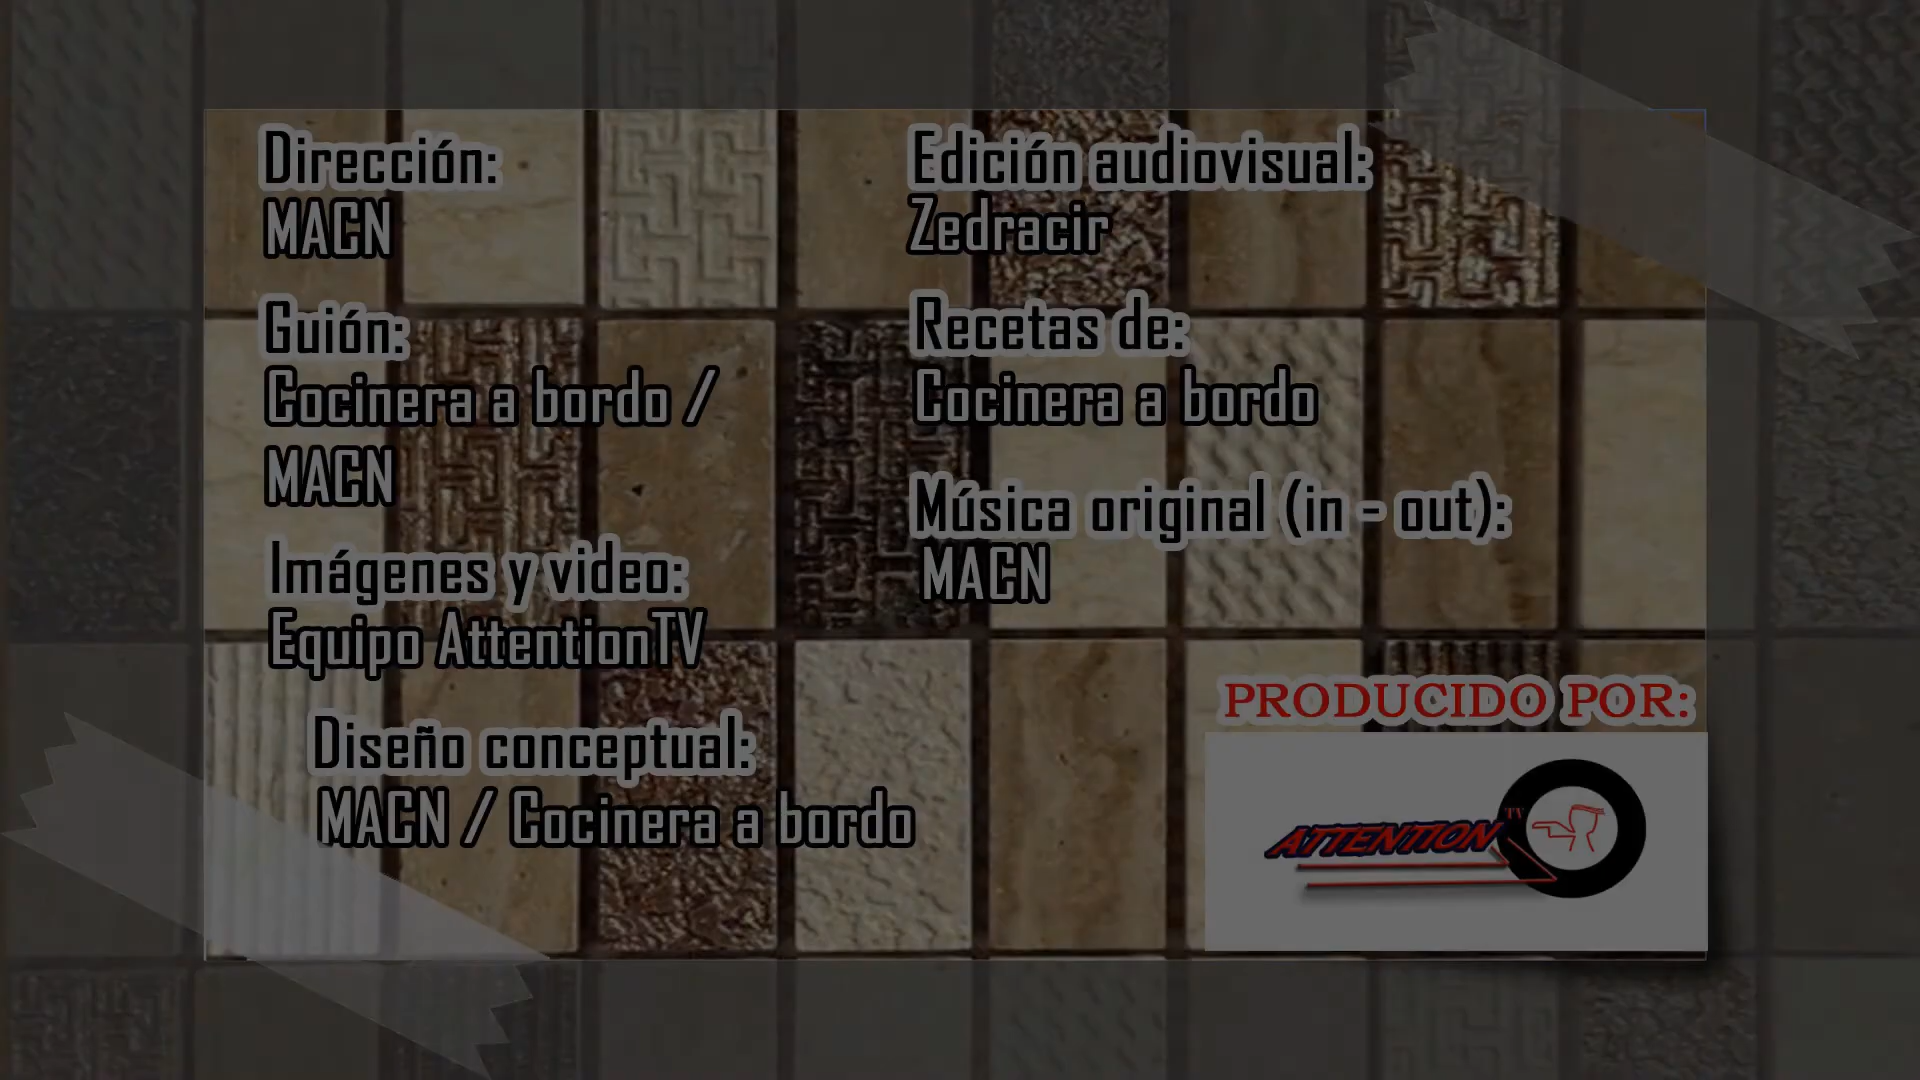 Dirección:
MACN
Guión:
Cocinera a bordo /
MACN
Imágenes y video:
Equipo AttentionTV
Diseño conceptual:
MACN / Cocinera a bordo
Edición audiovisual:
Zedracir
Recetas de:
Cocinera a bordo
Música original (in - out):
MACN
PRODUCIDO POR:
ATTENTION TV